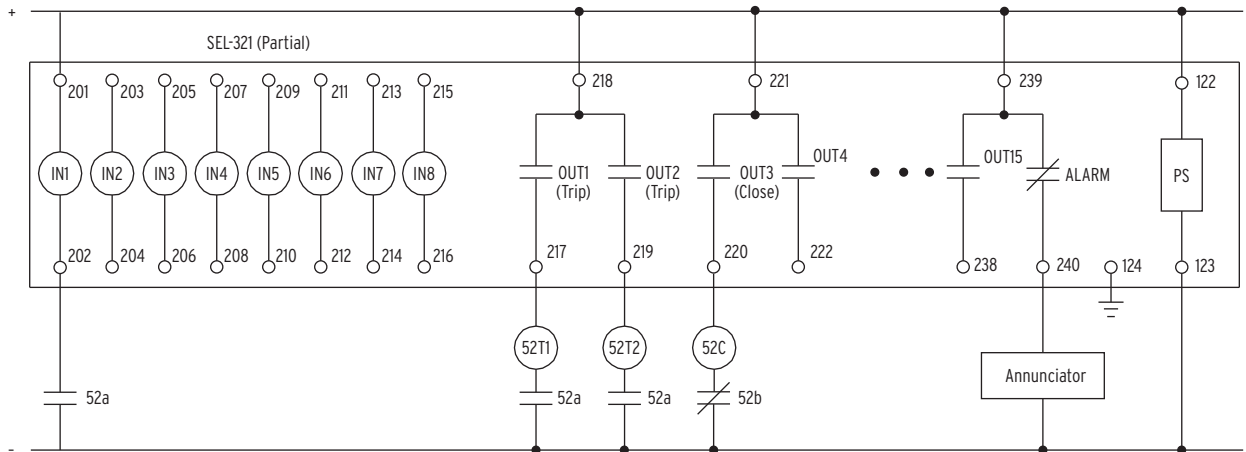 +
SEL-321 (Partial)
201 203 205 207 209 211 213 215 218 221 239 122
IN1 IN2 IN3 IN4 IN5 IN6 IN7 IN8 OUT1 OUT2 OUT3 OUT4 OUT15 ALARM PS
(Trip) (Trip) (Close)
202 204 206 208 210 212 214 216 217 219 220 222 238 240 124 123
52T1 52T2 52C
Annunciator
52a 52a 52a 52b
-